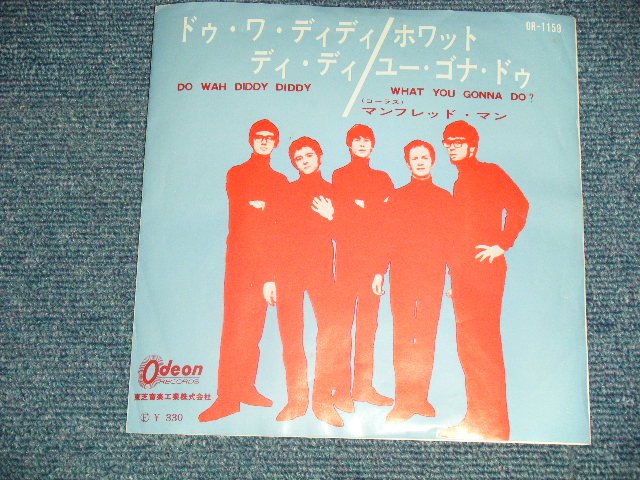 OR-1150
ドゥ・ワ・ディディ/ホワット
ディ・ディ/ユー・ゴナ・ドゥ
DO WAH DIDDY DIDDY
WHAT YOU GONNA DO?
(コーラス)
マンフレッド・マン
Odeon
RECORDS
東芝音楽工業株式会社
Ⓔ ¥ 330